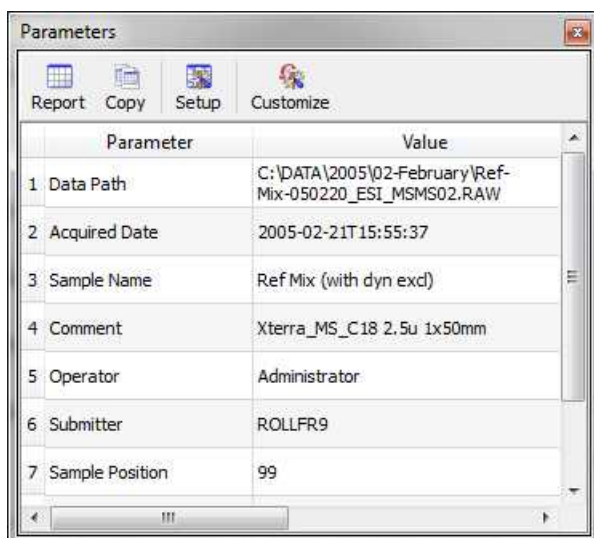 Parameters
Report Copy Setup Customize
Parameter Value
1 Data Path C:\DATA\2005\02-February\Ref-
Mix-050220_ESI_MSMS02.RAW
2 Acquired Date 2005-02-21T15:55:37
3 Sample Name Ref Mix (with dyn excl)
4 Comment Xterra_MS_C18 2.5u 1x50mm
5 Operator Administrator
6 Submitter ROLLFR9
7 Sample Position 99